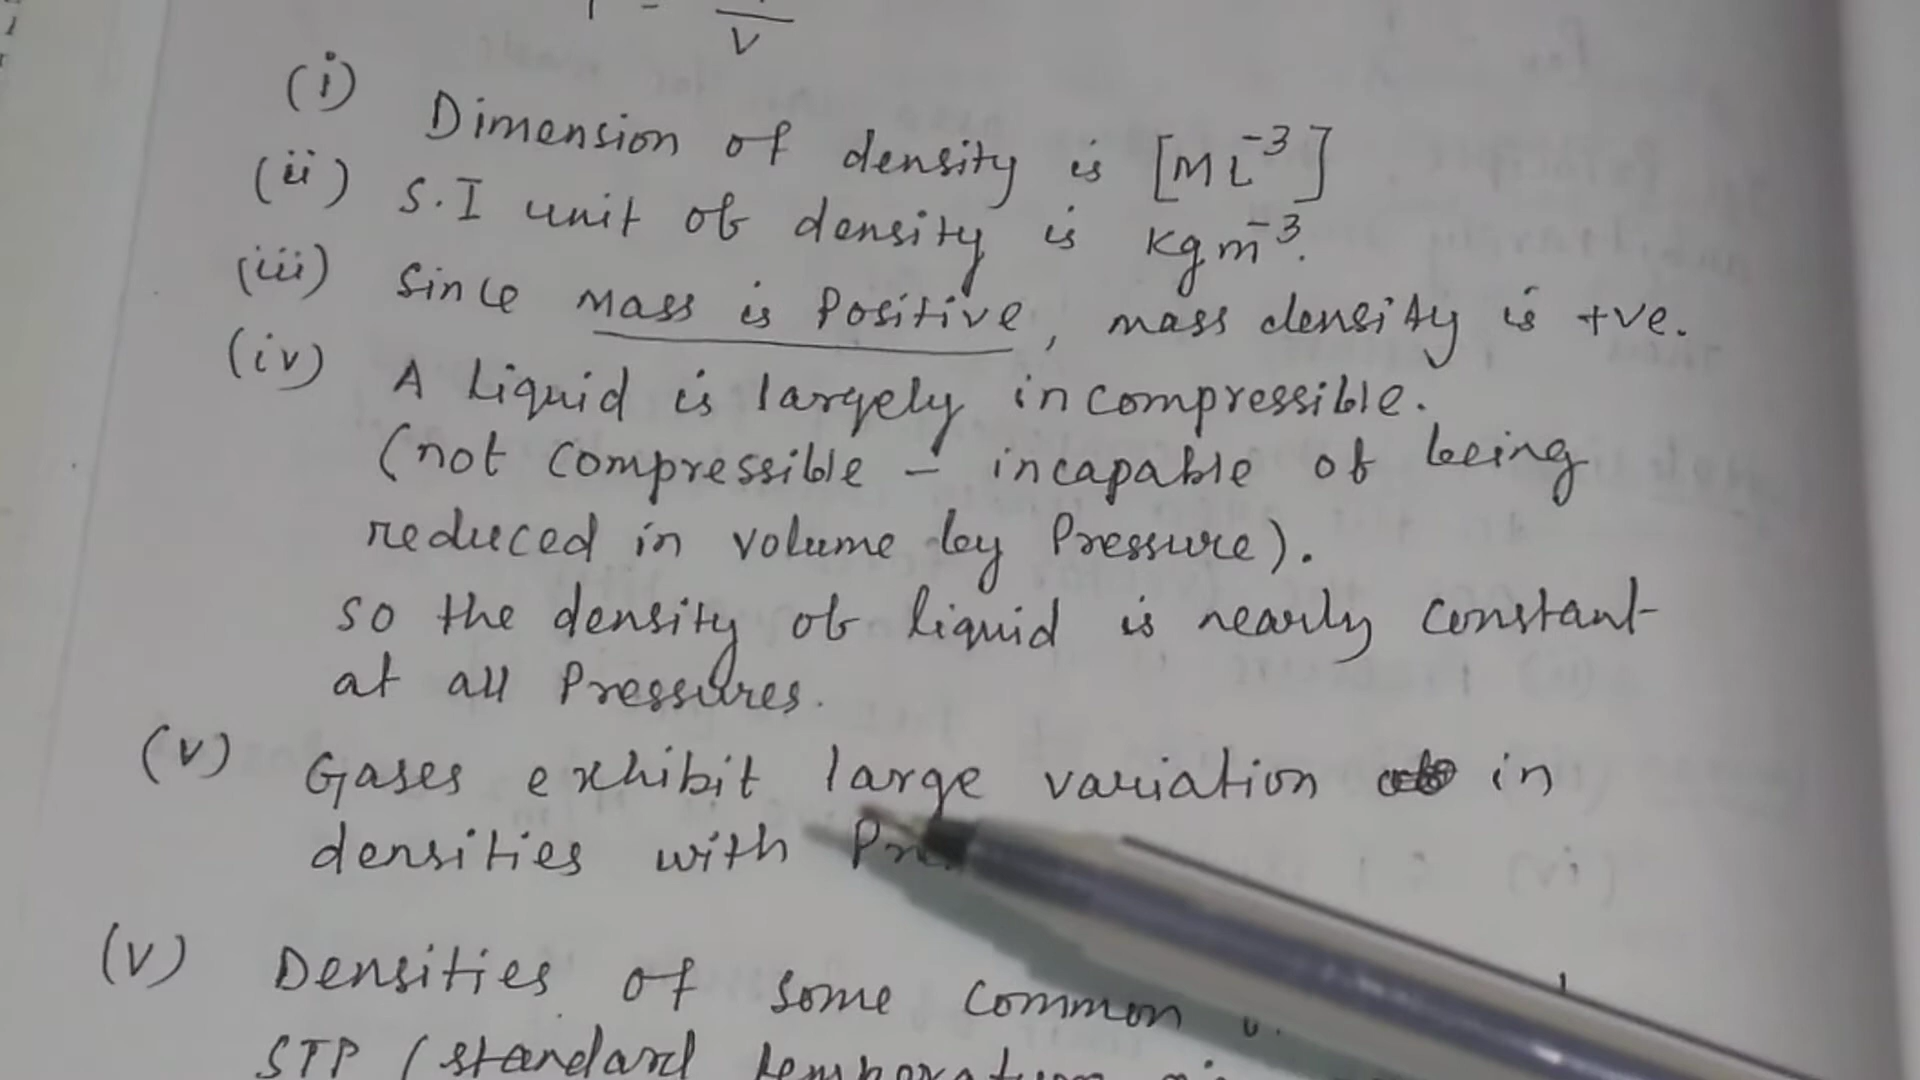 V
(i) Dimension of density is [ML⁻³]
(ii) S.I unit of density is kgm⁻³.
(iii) Since mass is Positive, mass density is +ve.
(iv) A liquid is largely incompressible.
(not compressible - incapable of being
reduced in volume by Pressure).
so the density of liquid is nearly constant
at all Pressures.
(v) Gases exhibit large variation in
densities with
(v) Densities of some common
STP (standard